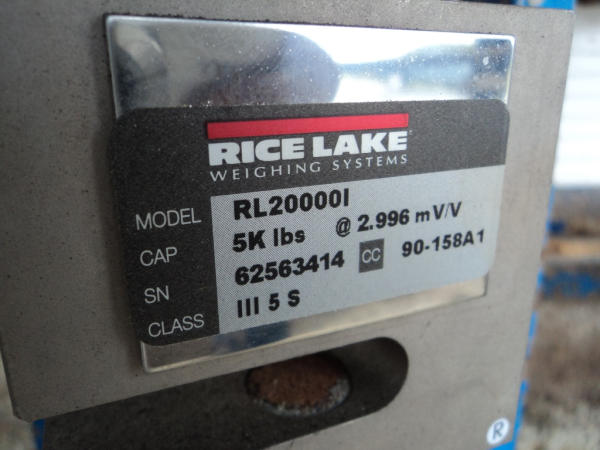 RICE LAKE
WEIGHING SYSTEMS
MODEL RL20000I
CAP 5K lbs @ 2.996 mV/V
SN 62563414 CC 90-158A1
CLASS III 5 S
®